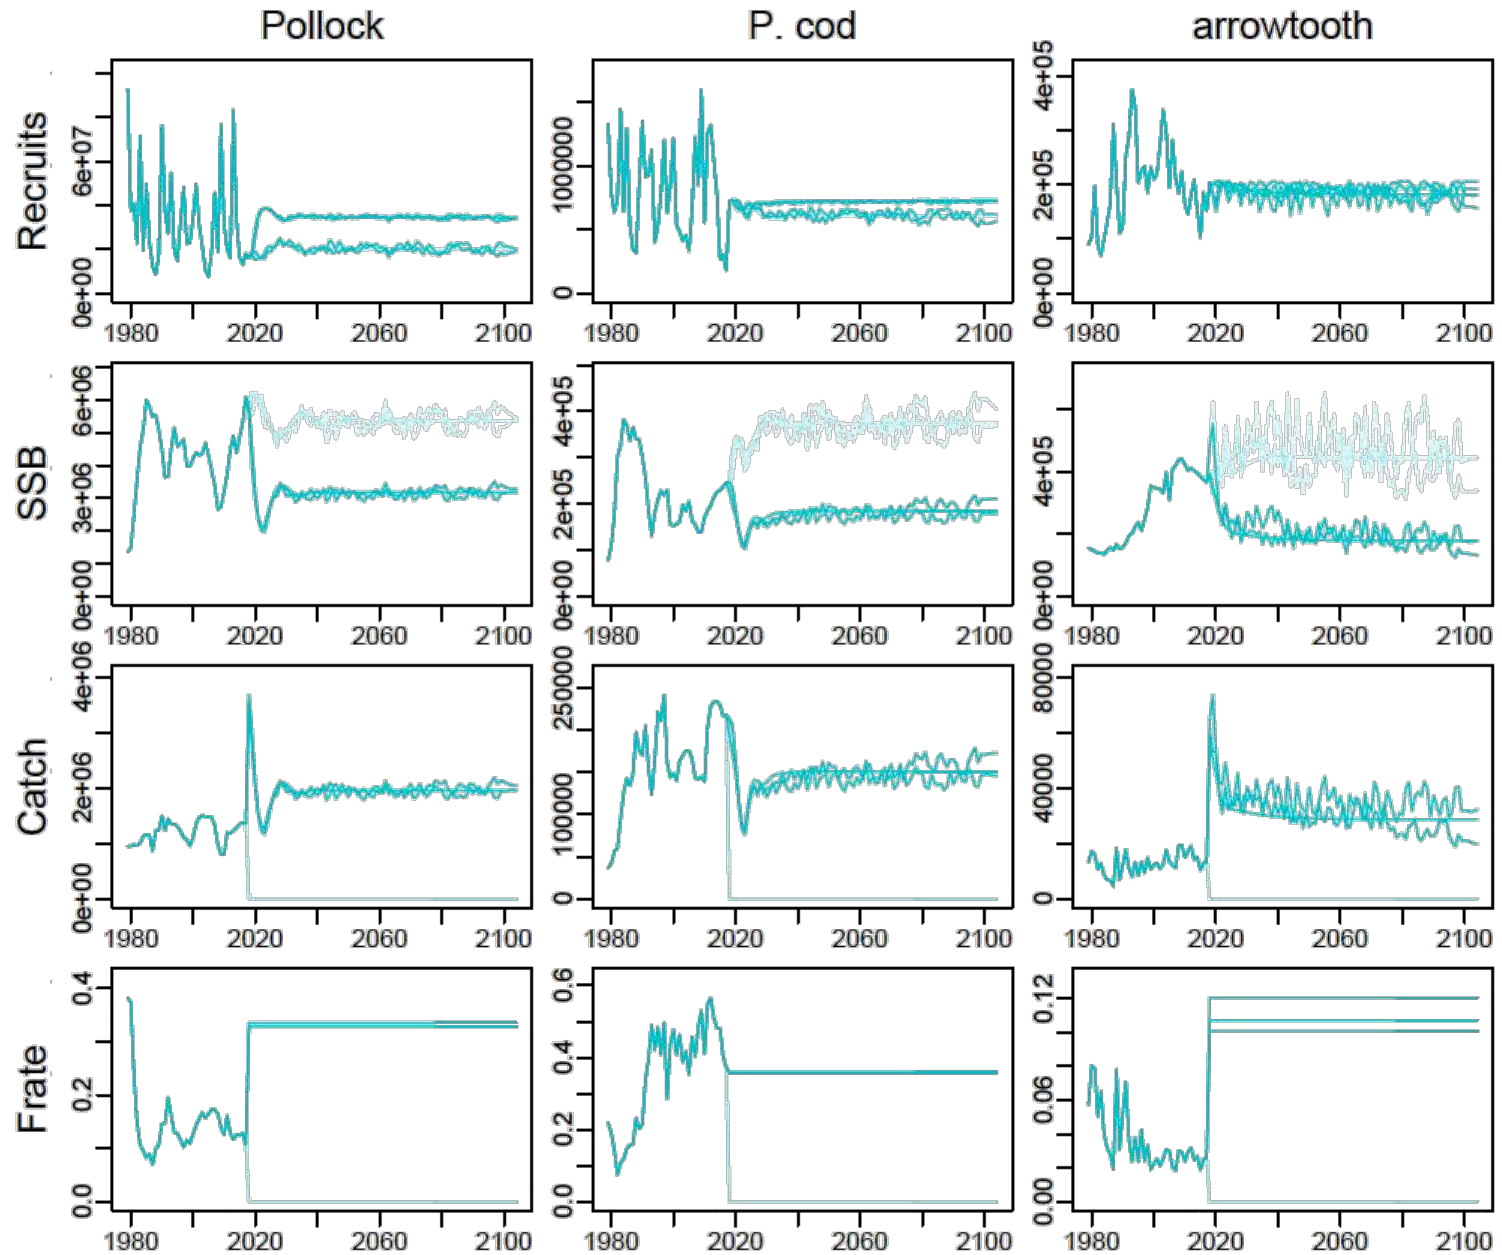 Pollock P. cod arrowtooth
Recruits
0e+00 6e+07
1980 2020 2060 2100
0 1000000
1980 2020 2060 2100
0e+00 2e+05 4e+05
1980 2020 2060 2100
SSB
0e+00 3e+06 6e+06
1980 2020 2060 2100
0e+00 2e+05 4e+05
1980 2020 2060 2100
0e+00 4e+05
1980 2020 2060 2100
Catch
0e+00 2e+06 4e+06
1980 2020 2060 2100
0 100000 250000
1980 2020 2060 2100
0 40000 80000
1980 2020 2060 2100
Frate
0.0 0.2 0.4
1980 2020 2060 2100
0.0 0.2 0.4 0.6
1980 2020 2060 2100
0.00 0.06 0.12
1980 2020 2060 2100